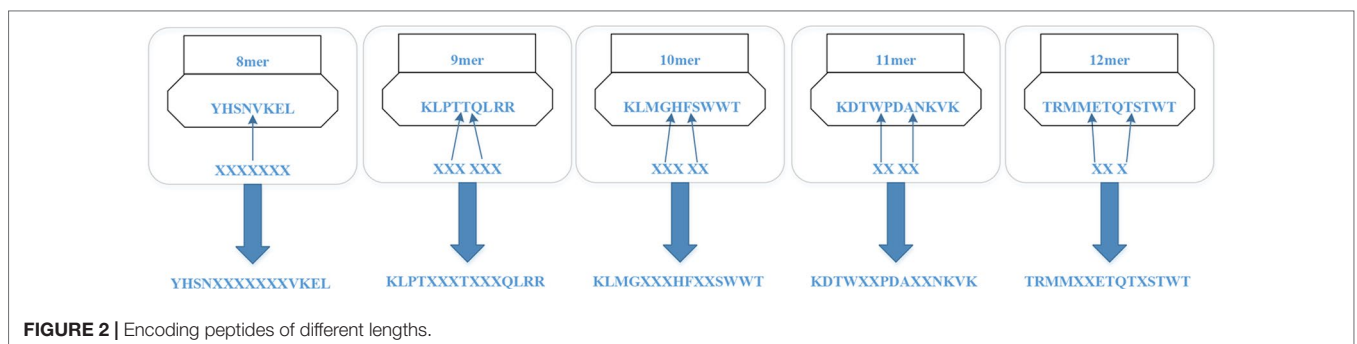 8mer 9mer 10mer 11mer 12mer
YHSNVKEL KLPTTQLRR KLMGHFSWWT KDTWPDANKVK TRMMETQTSTWT
XXXXXXX XXX XXX XXX XX XX XX XX X
YHSNXXXXXXXVKEL KLPTXXXTXXXQLRR KLMGXXXHFXXSWWT KDTWXXPDAXXNKVK TRMMXXETQTXSTWT
FIGURE 2 | Encoding peptides of different lengths.